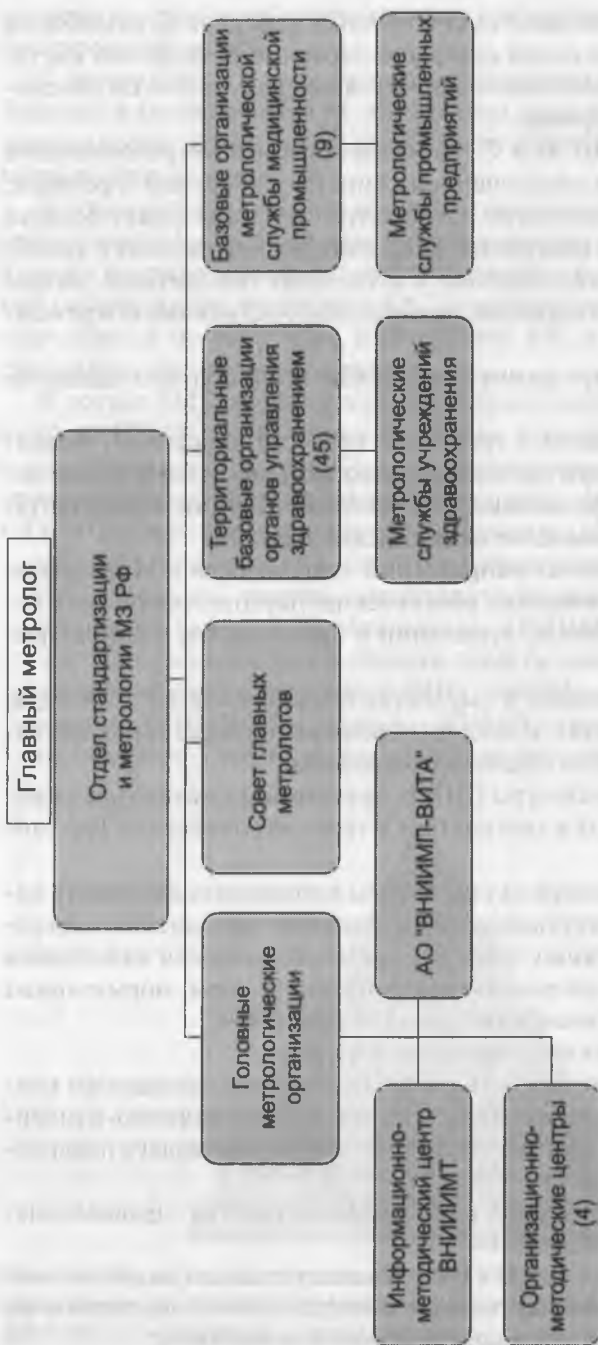 Главный метролог
Отдел стандартизации
и метрологии МЗ РФ
Головные
метрологические
организации
Совет главных
метрологов
Территориальные
базовые организации
органов управления
здравоохранением
(45)
Базовые организации
метрологической
службы медицинской
промышленности
(9)
Информационно-
методический центр
ВНИИИМТ
АО "ВНИИМП-ВИТА"
Метрологические
службы учреждений
здравоохранения
Метрологические
службы промышленных
предприятий
Организационно-
методические центры
(4)